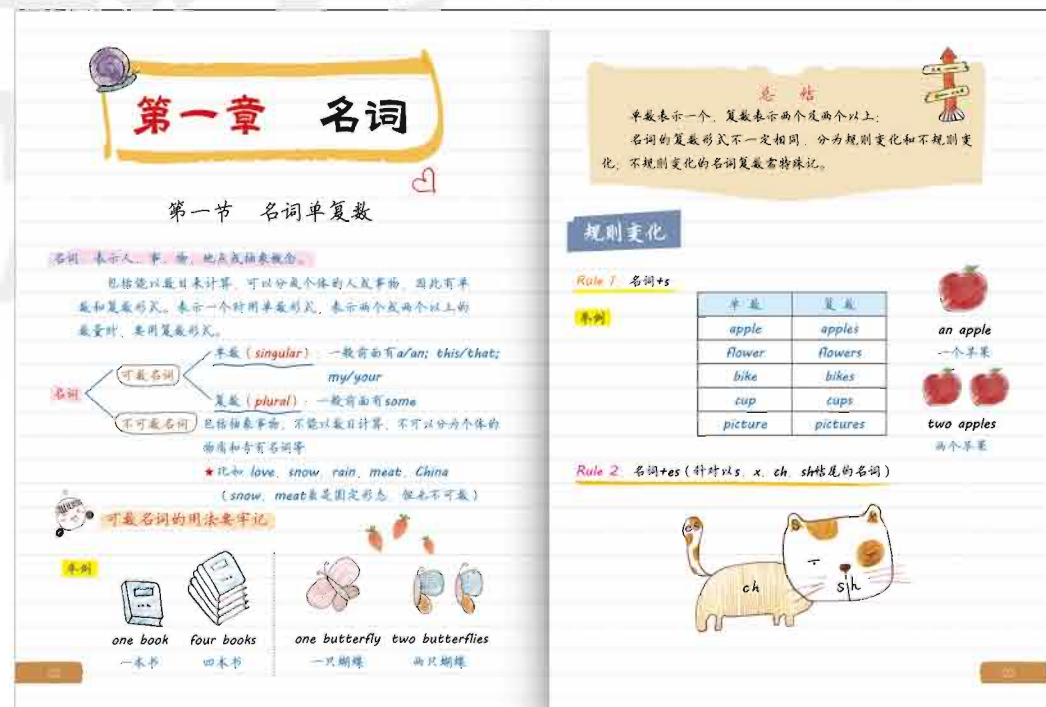 第一章 名词
第一节 名词单复数
名词 表示人、事、物、地点或抽象概念。
包括能以数目来计算，可以分成个体的人或事物，因此有单
数和复数形式。表示一个时用单数形式，表示两个或两个以上的
数量时，要用复数形式。
名词
可数名词
单数（singular）：一般前面有a/an; this/that;
my/your
复数（plural）：一般前面有some
不可数名词
包括抽象事物，不能以数目计算，不可以分为个体的
物质和专有名词等
★比如 love、snow、rain、meat、China
（snow、meat虽是固定形态，但也不可数）
可数名词的用法要牢记
举例
one book four books
一本书 四本书
one butterfly two butterflies
一只蝴蝶 两只蝴蝶
总 结
单数表示一个，复数表示两个及两个以上；
名词的复数形式不一定相同，分为规则变化和不规则变
化，不规则变化的名词复数需特殊记。
规则变化
Rule 1 名词+s
举例
单数 复数
apple apples
flower flowers
bike bikes
cup cups
picture pictures
an apple
一个苹果
two apples
两个苹果
Rule 2 名词+es（针对以s、x、ch、sh结尾的名词）
es
s
x
ch
sh